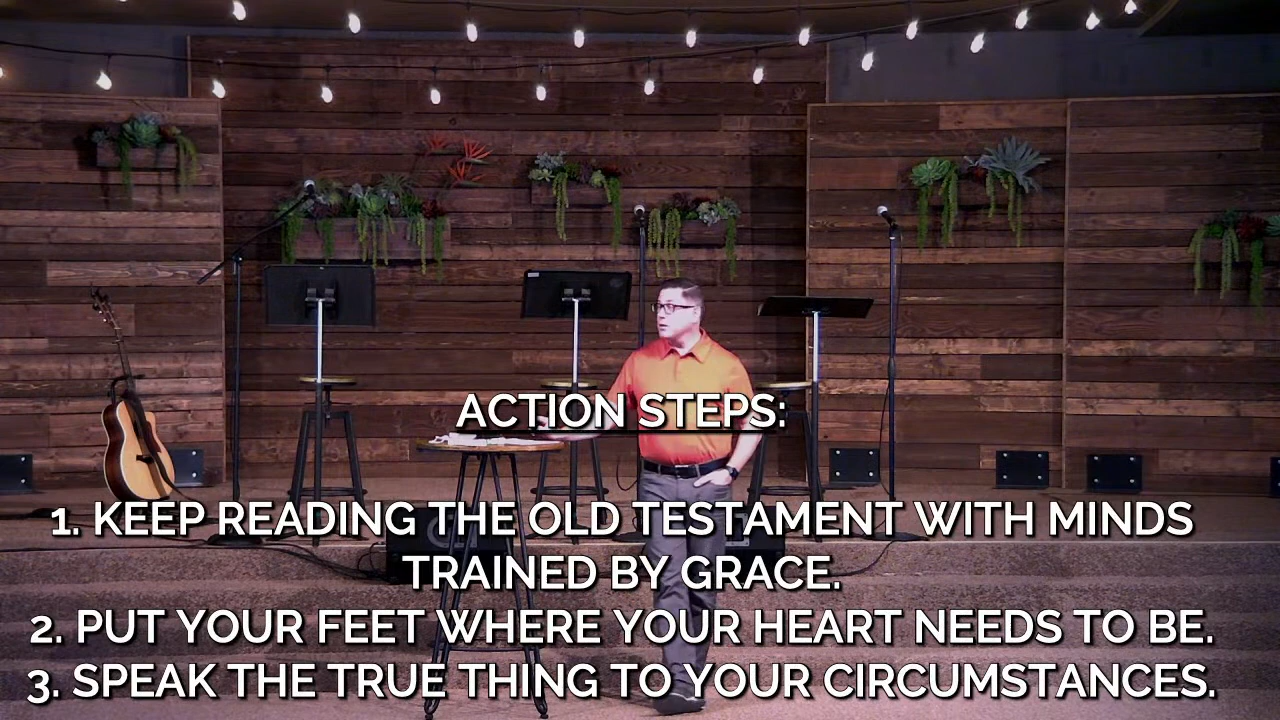 ACTION STEPS:
1. KEEP READING THE OLD TESTAMENT WITH MINDS
TRAINED BY GRACE.
2. PUT YOUR FEET WHERE YOUR HEART NEEDS TO BE.
3. SPEAK THE TRUE THING TO YOUR CIRCUMSTANCES.